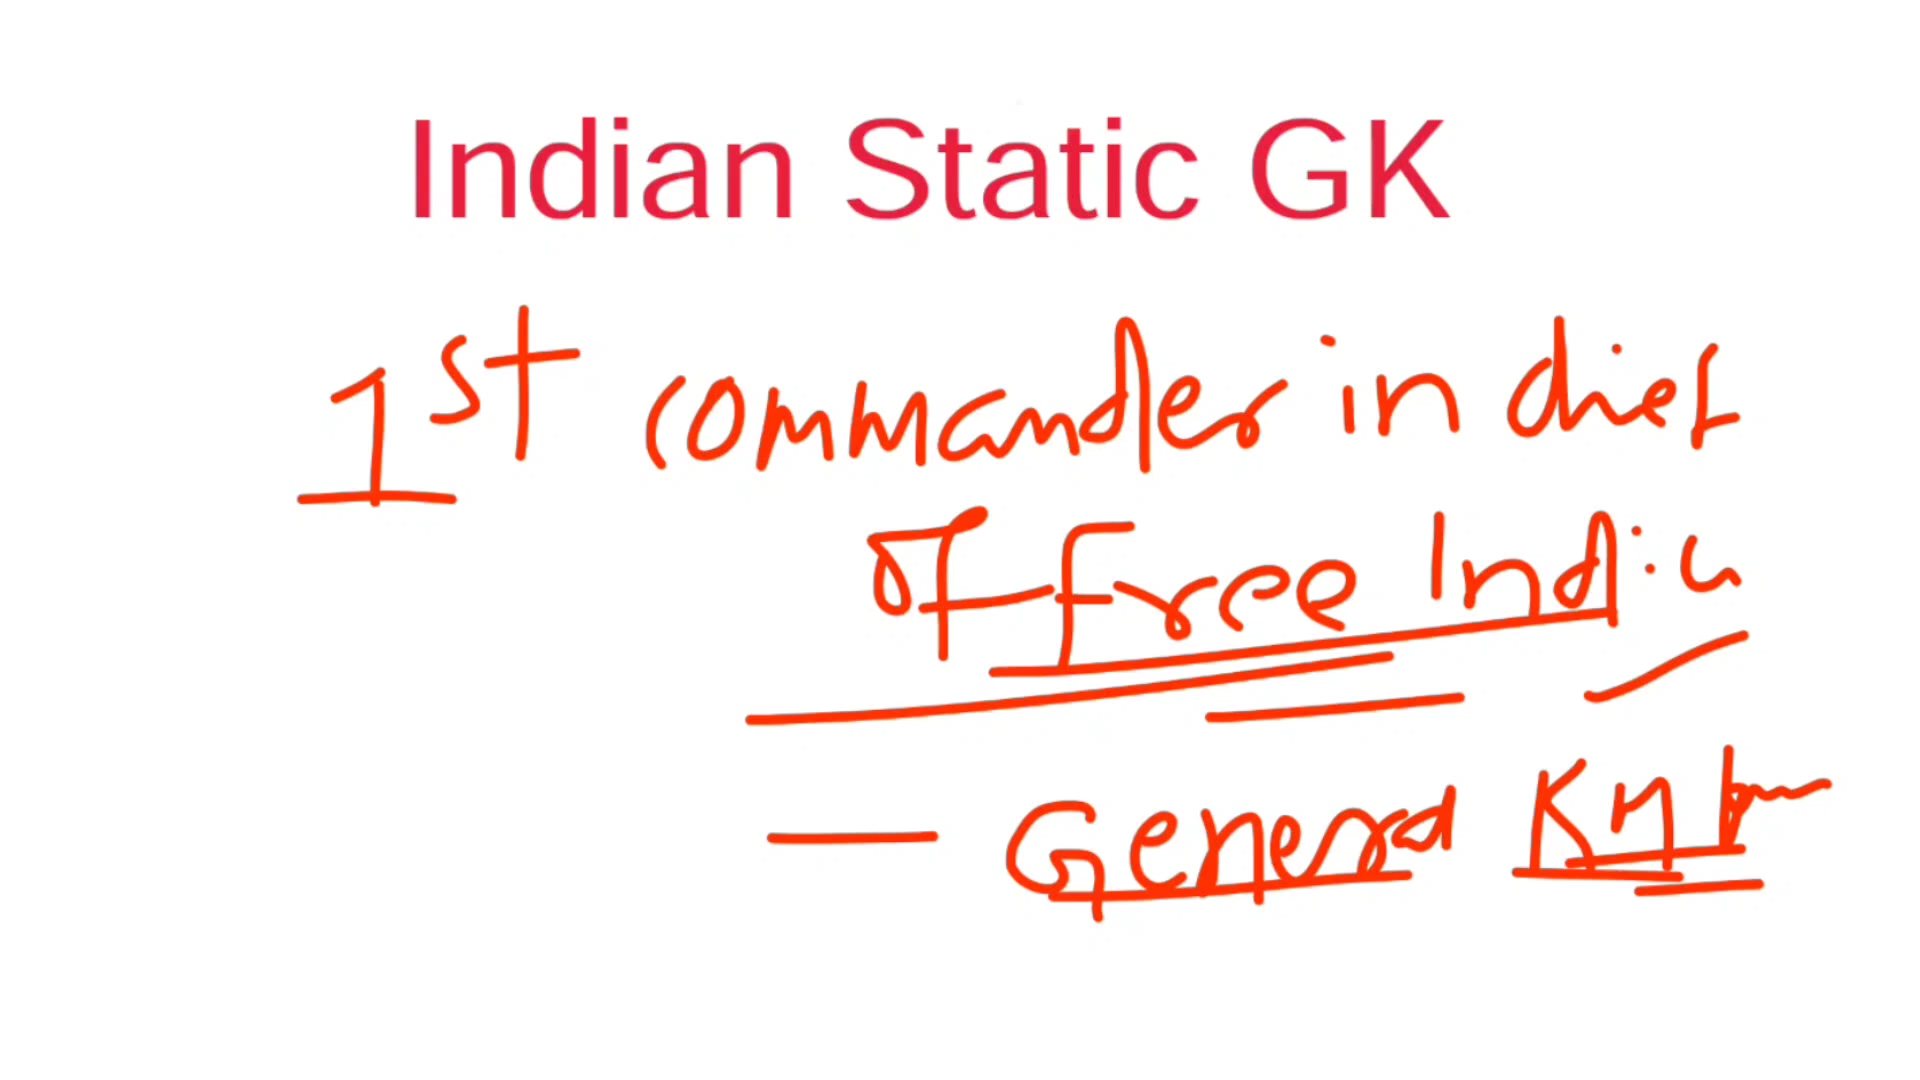 Indian Static GK
1st commander in chief
of Free India
— General